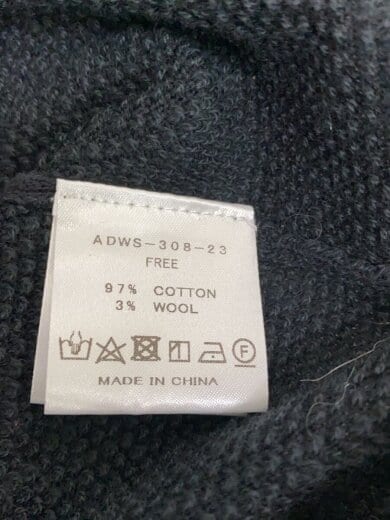 ADWS-308-23
FREE
97% COTTON
3% WOOL
F
MADE IN CHINA